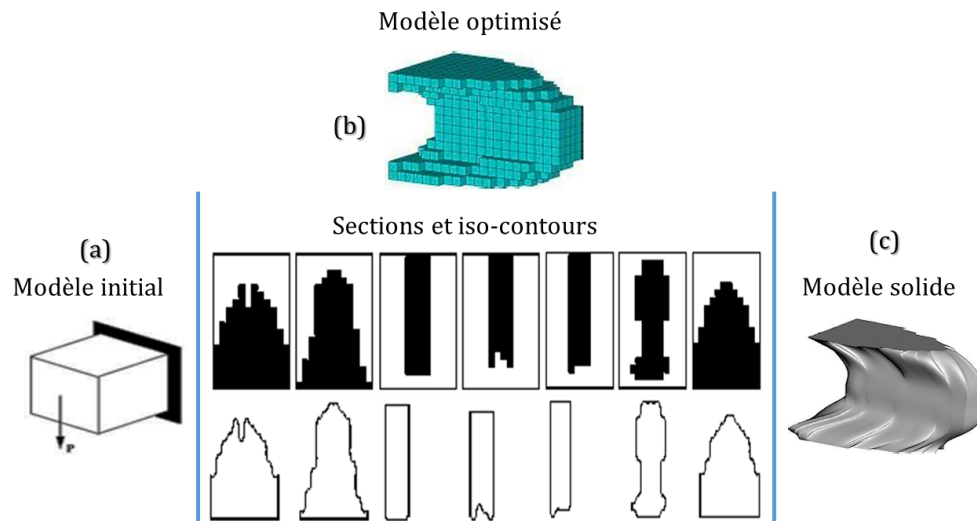 Modèle optimisé
(b)
Sections et iso-contours
(a)
Modèle initial
P
(c)
Modèle solide